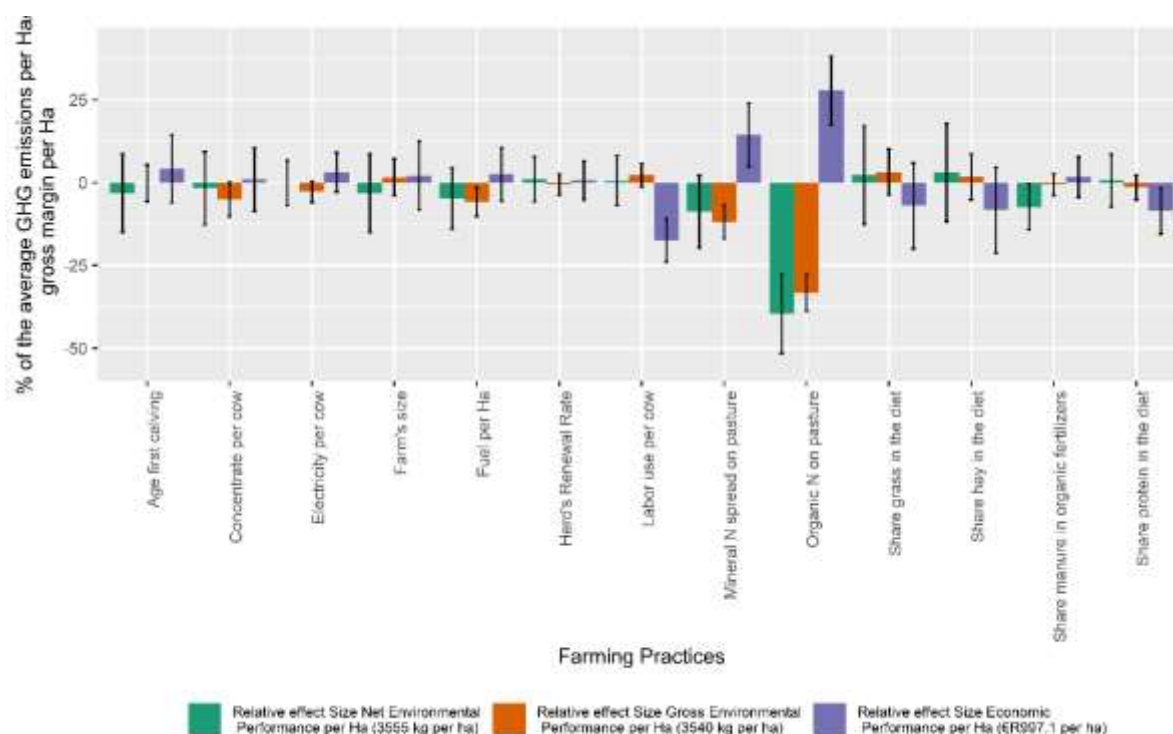 % of the average GHG emissions per Ha/
gross margin per Ha
25
0
-25
-50
Age first calving
Concentrate per cow
Electricity per cow
Farm's size
Fuel per Ha
Herd's Renewal Rate
Labor use per cow
Mineral N spread on pasture
Organic N on pasture
Share grass in the diet
Share hay in the diet
Share manure in organic fertilizers
Share protein in the diet
Farming Practices
Relative effect Size Net Environmental
Performance per Ha (3555 kg per ha)
Relative effect Size Gross Environmental
Performance per Ha (3540 kg per ha)
Relative effect Size Economic
Performance per Ha (€R997.1 per ha)